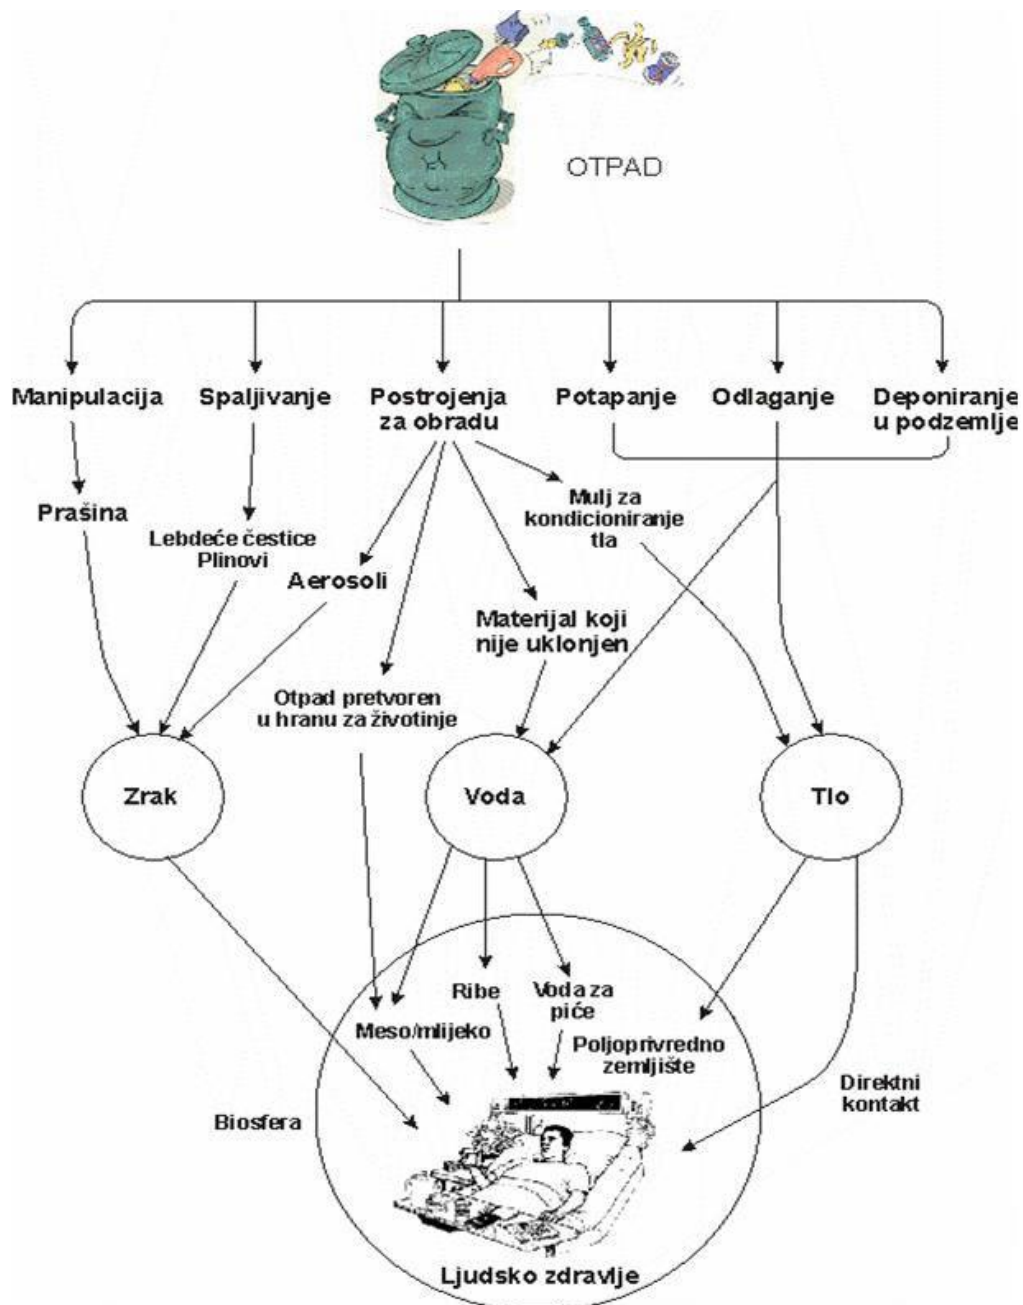 OTPAD
Manipulacija
Spaljivanje
Postrojenja
za obradu
Potapanje
Odlaganje
Deponiranje
u podzemlje
Prašina
Lebdeće čestice
Plinovi
Aerosoli
Mulj za
kondicioniranje
tla
Materijal koji
nije uklonjen
Otpad pretvoren
u hranu za životinje
Zrak
Voda
Tlo
Ribe
Voda za
piće
Meso/mlijeko
Poljoprivredno
zemljište
Direktni
kontakt
Biosfera
Ljudsko zdravlje